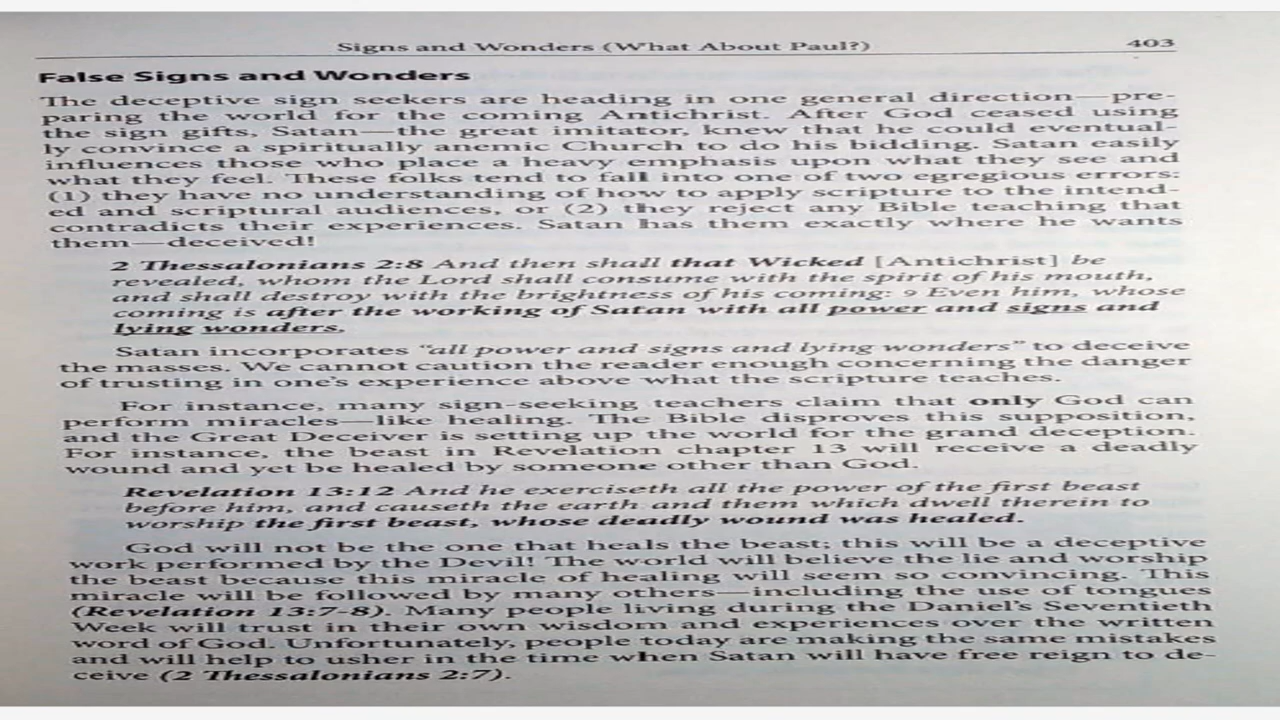 Signs and Wonders (What About Paul?) 403
False Signs and Wonders
The deceptive sign seekers are heading in one general direction—pre-
paring the world for the coming Antichrist. After God ceased using
the sign gifts, Satan—the great imitator, knew that he could eventual-
ly convince a spiritually anemic Church to do his bidding. Satan easily
influences those who place a heavy emphasis upon what they see and
what they feel. These folks tend to fall into one of two egregious errors:
(1) they have no understanding of how to apply scripture to the intend-
ed and scriptural audiences, or (2) they reject any Bible teaching that
contradicts their experiences. Satan has them exactly where he wants
them—deceived!
2 Thessalonians 2:8 And then shall that Wicked [Antichrist] be
revealed, whom the Lord shall consume with the spirit of his mouth,
and shall destroy with the brightness of his coming: 9 Even him, whose
coming is after the working of Satan with all power and signs and
lying wonders.
Satan incorporates “all power and signs and lying wonders” to deceive
the masses. We cannot caution the reader enough concerning the danger
of trusting in one’s experience above what the scripture teaches.
For instance, many sign-seeking teachers claim that only God can
perform miracles—like healing. The Bible disproves this supposition,
and the Great Deceiver is setting up the world for the grand deception.
For instance, the beast in Revelation chapter 13 will receive a deadly
wound and yet be healed by someone other than God.
Revelation 13:12 And he exerciseth all the power of the first beast
before him, and causeth the earth and them which dwell therein to
worship the first beast, whose deadly wound was healed.
God will not be the one that heals the beast; this will be a deceptive
work performed by the Devil! The world will believe the lie and worship
the beast because this miracle of healing will seem so convincing. This
miracle will be followed by many others—including the use of tongues
(Revelation 13:7-8). Many people living during the Daniel’s Seventieth
Week will trust in their own wisdom and experiences over the written
word of God. Unfortunately, people today are making the same mistakes
and will help to usher in the time when Satan will have free reign to de-
ceive (2 Thessalonians 2:7).